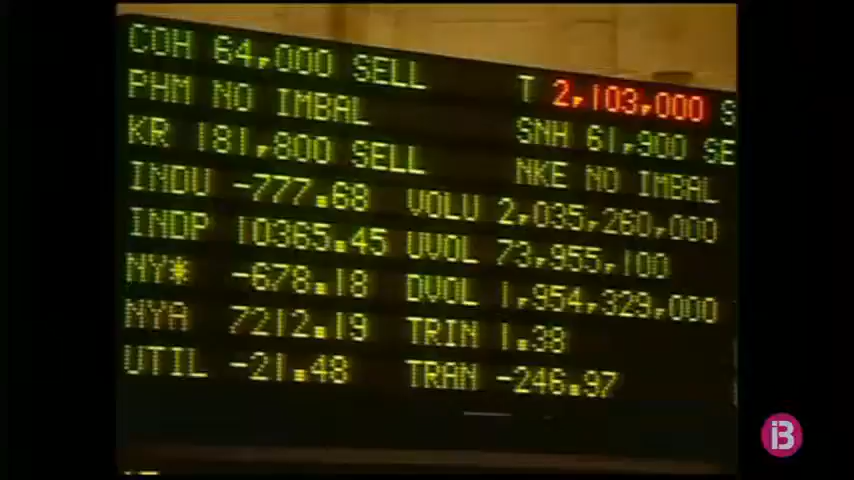 COH 64,000 SELL
T 2,103,000 S
PHM NO IMBAL
SNH 61,900 SE
KR 181,800 SELL
NKE NO IMBAL
INDU -777.68 VOLU 2,035,260,000
INDP 10365.45 UVOL 73,955,100
NY* -678.18 DVOL 1,954,329,000
NYA 7212.19 TRIN 1.38
UTIL -21.48 TRAN -246.97
IB